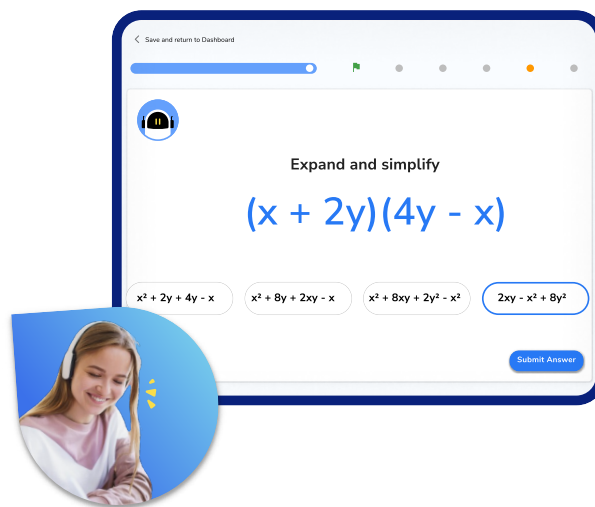 Save and return to Dashboard
Expand and simplify
(x + 2y)(4y - x)
x² + 2y + 4y - x
x² + 8y + 2xy - x
x² + 8xy + 2y² - x²
2xy - x² + 8y²
Submit Answer